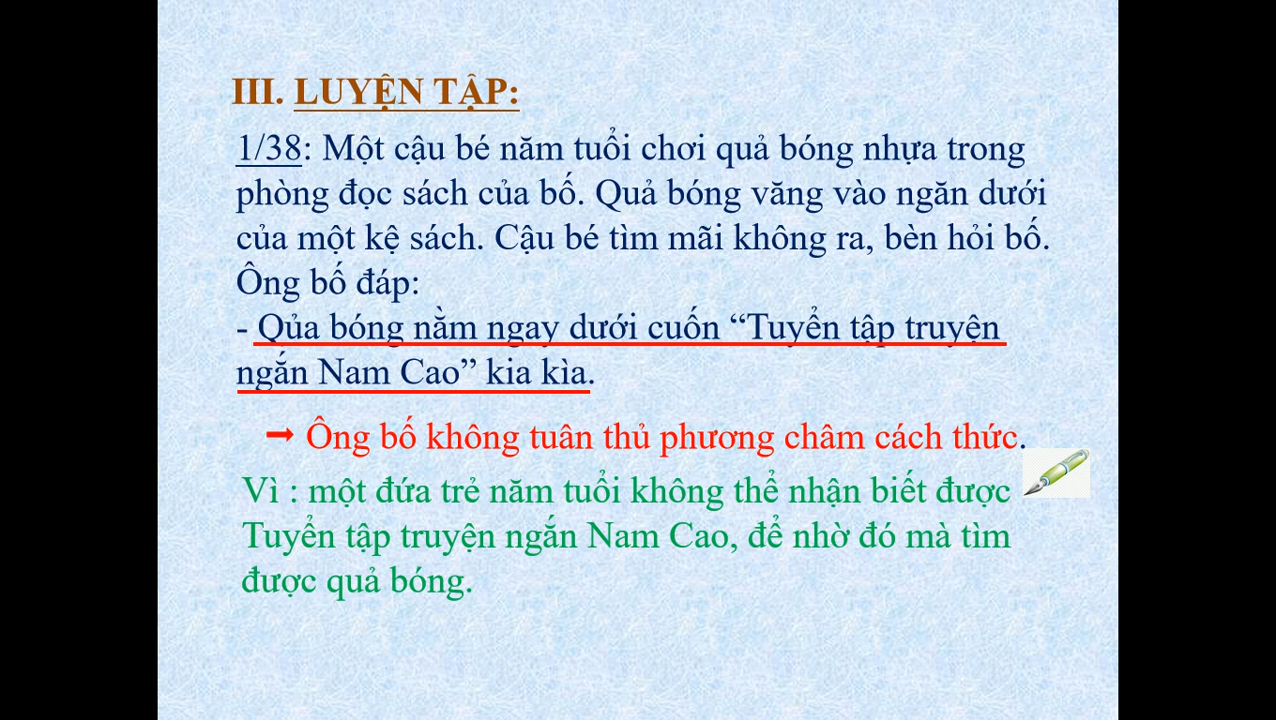 III. LUYỆN TẬP:
1/38: Một cậu bé năm tuổi chơi quả bóng nhựa trong
phòng đọc sách của bố. Quả bóng văng vào ngăn dưới
của một kệ sách. Cậu bé tìm mãi không ra, bèn hỏi bố.
Ông bố đáp:
- Qủa bóng nằm ngay dưới cuốn “Tuyển tập truyện
ngắn Nam Cao” kia kìa.
➞ Ông bố không tuân thủ phương châm cách thức.
Vì : một đứa trẻ năm tuổi không thể nhận biết được
Tuyển tập truyện ngắn Nam Cao, để nhờ đó mà tìm
được quả bóng.